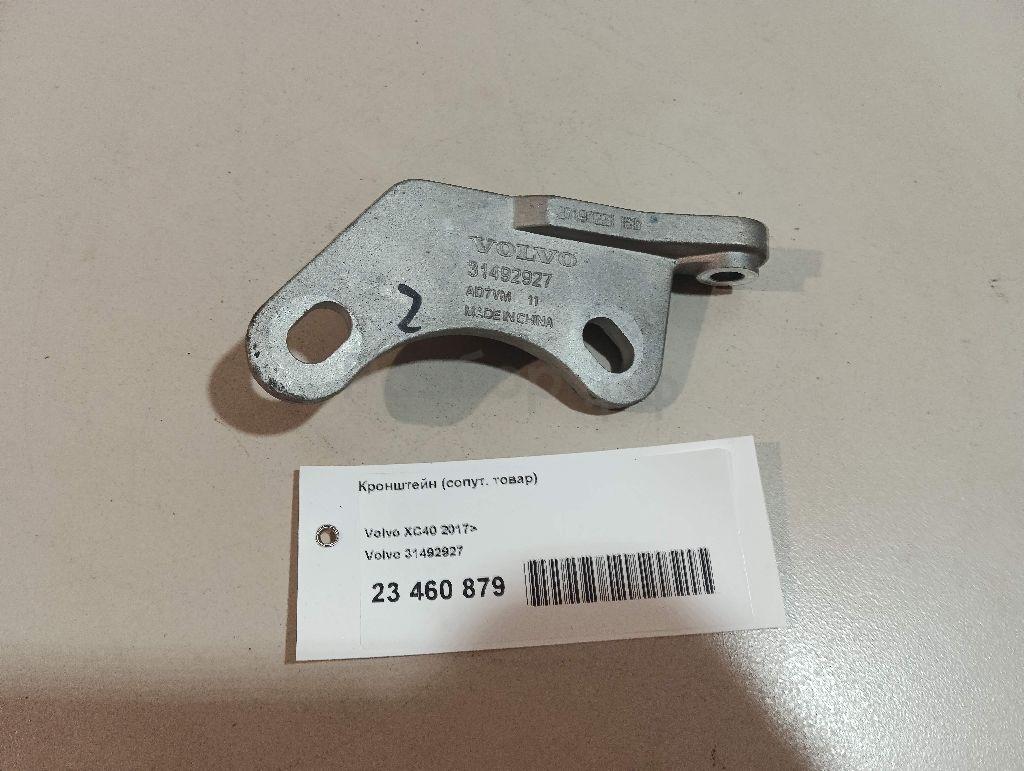 VOLVO
31492927
AD7VM 11
MADE IN CHINA
2
Кронштейн (сопут. товар)
Volvo XC40 2017>
Volvo 31492927
23 460 879